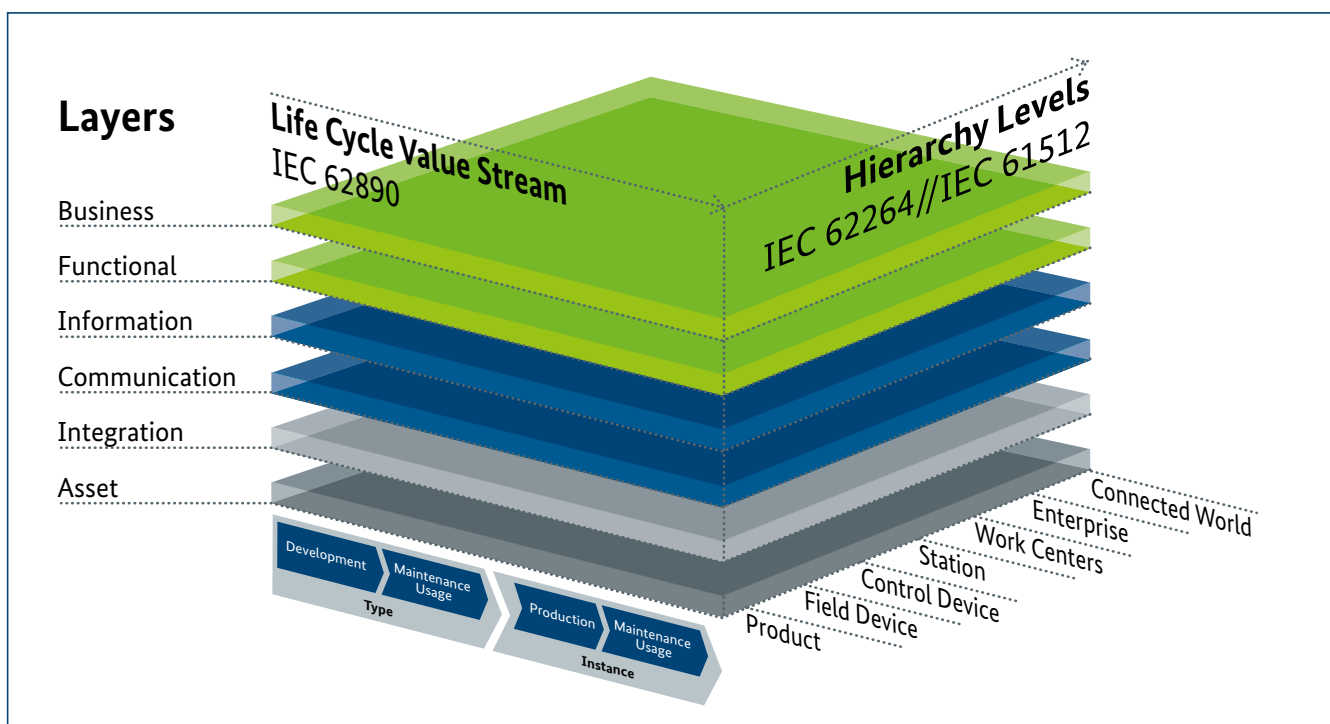 Layers
Life Cycle Value Stream
IEC 62890
Hierarchy Levels
IEC 62264//IEC 61512
Business
Functional
Information
Communication
Integration
Asset
Development
Maintenance
Usage
Type
Production
Maintenance
Usage
Instance
Connected World
Enterprise
Work Centers
Station
Control Device
Field Device
Product